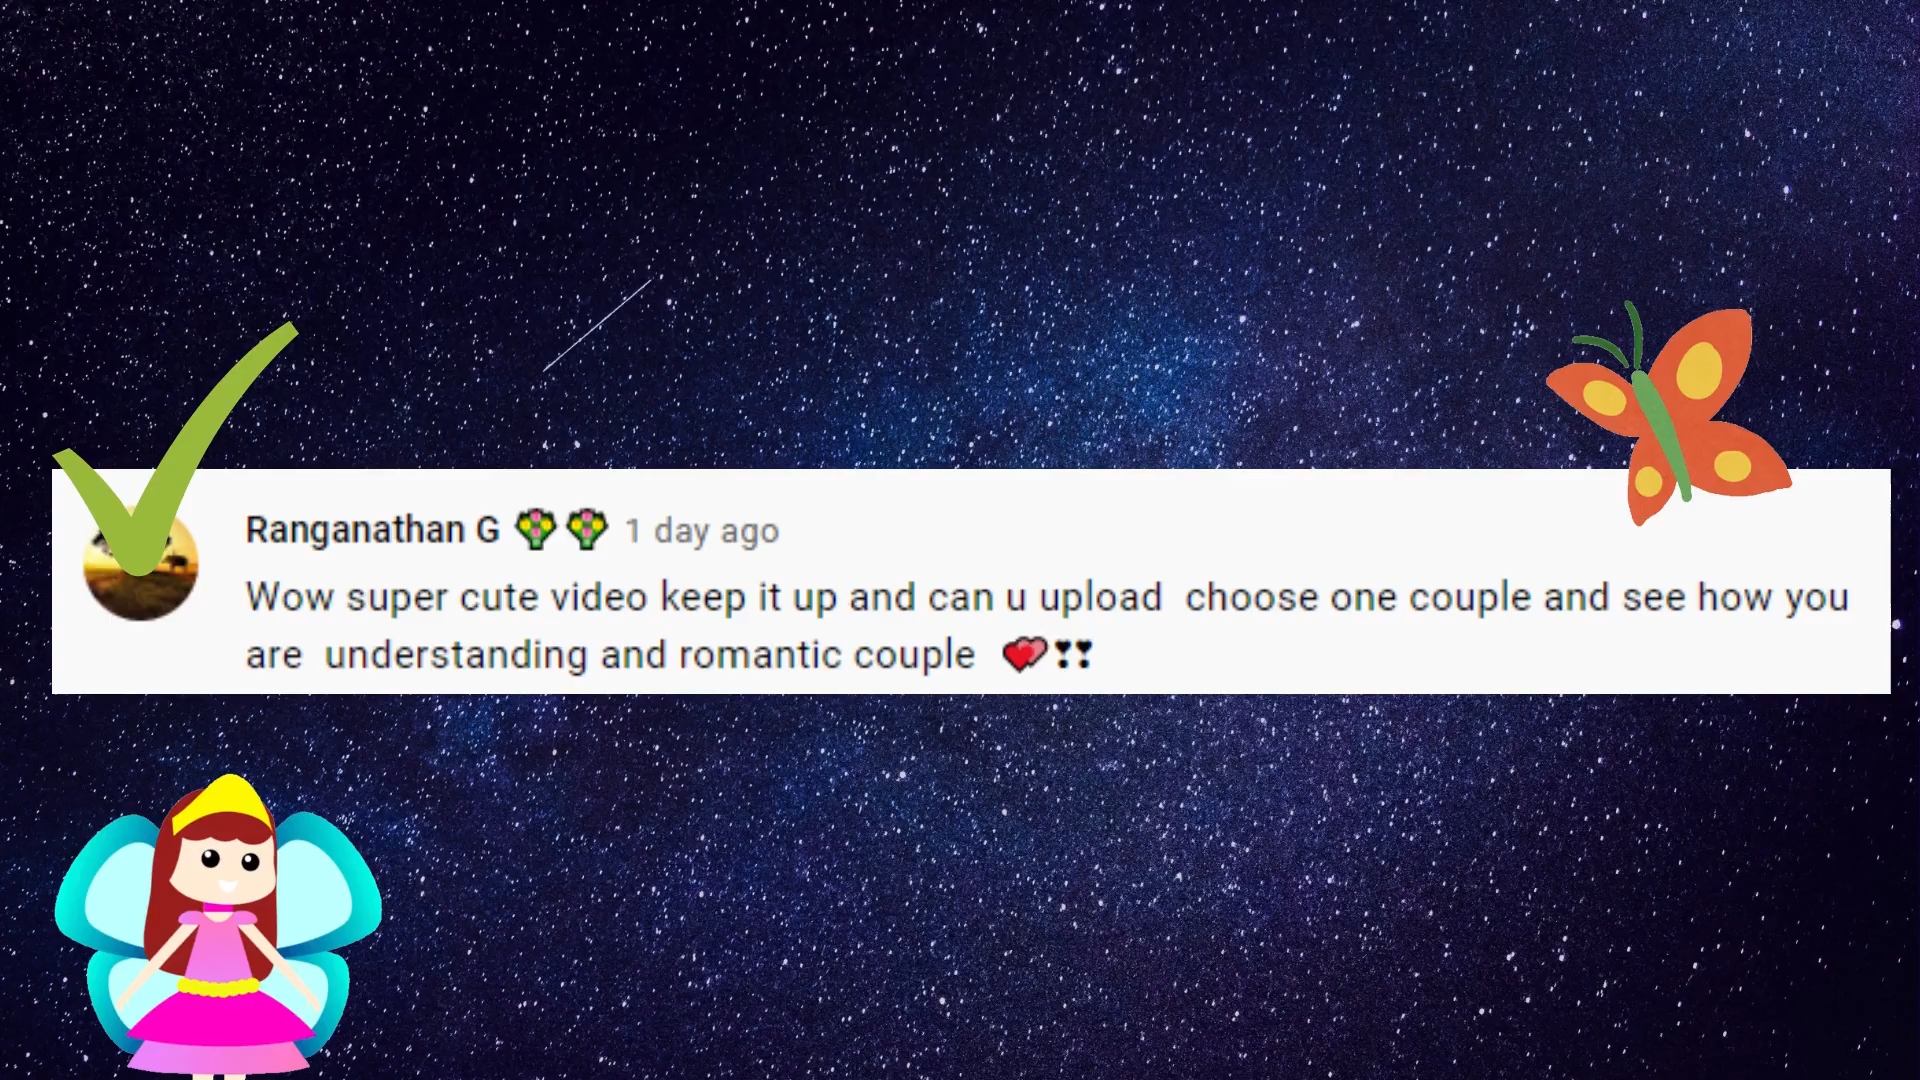 Ranganathan G 💐💐 1 day ago
Wow super cute video keep it up and can u upload  choose one couple and see how you
are  understanding and romantic couple  💕❣❣